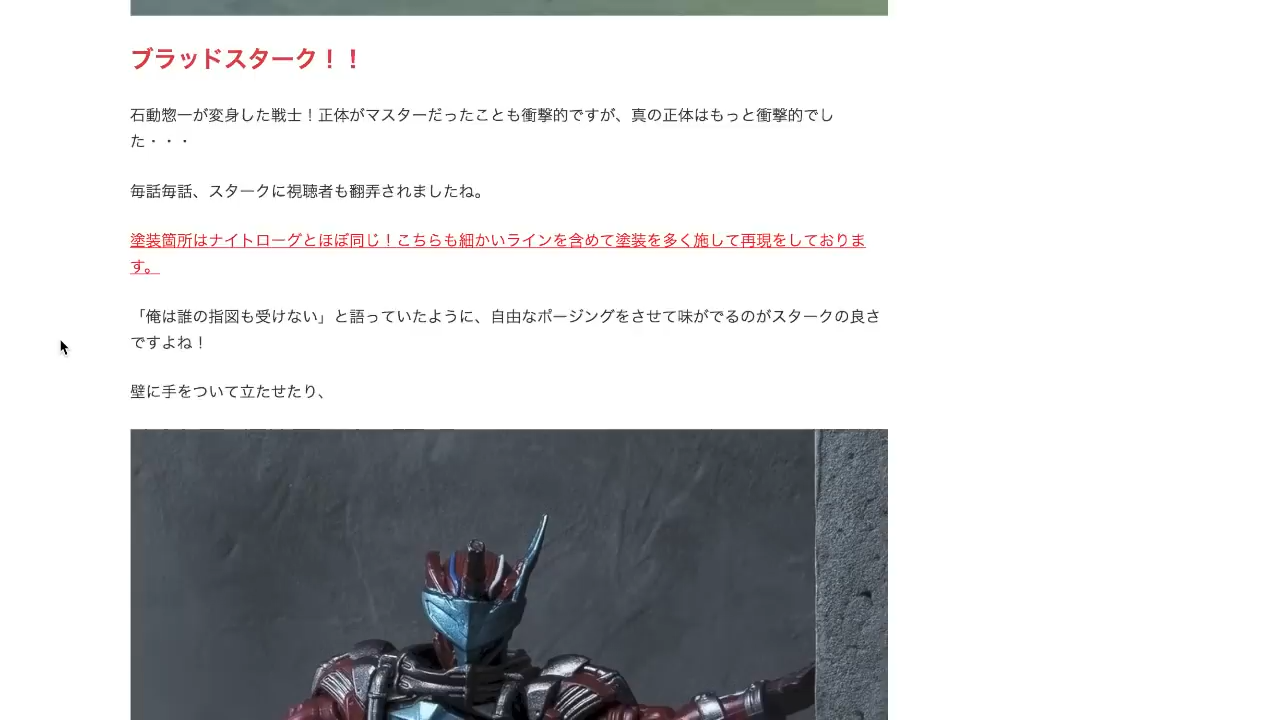 ブラッドスターク！！
石動惣一が変身した戦士！正体がマスターだったことも衝撃的ですが、真の正体はもっと衝撃的でし
た・・・
毎話毎話、スタークに視聴者も翻弄されましたね。
塗装箇所はナイトローグとほぼ同じ！こちらも細かいラインを含めて塗装を多く施して再現をしておりま
す。
「俺は誰の指図も受けない」と語っていたように、自由なポージングをさせて味がでるのがスタークの良さ
ですよね！
壁に手をついて立たせたり、